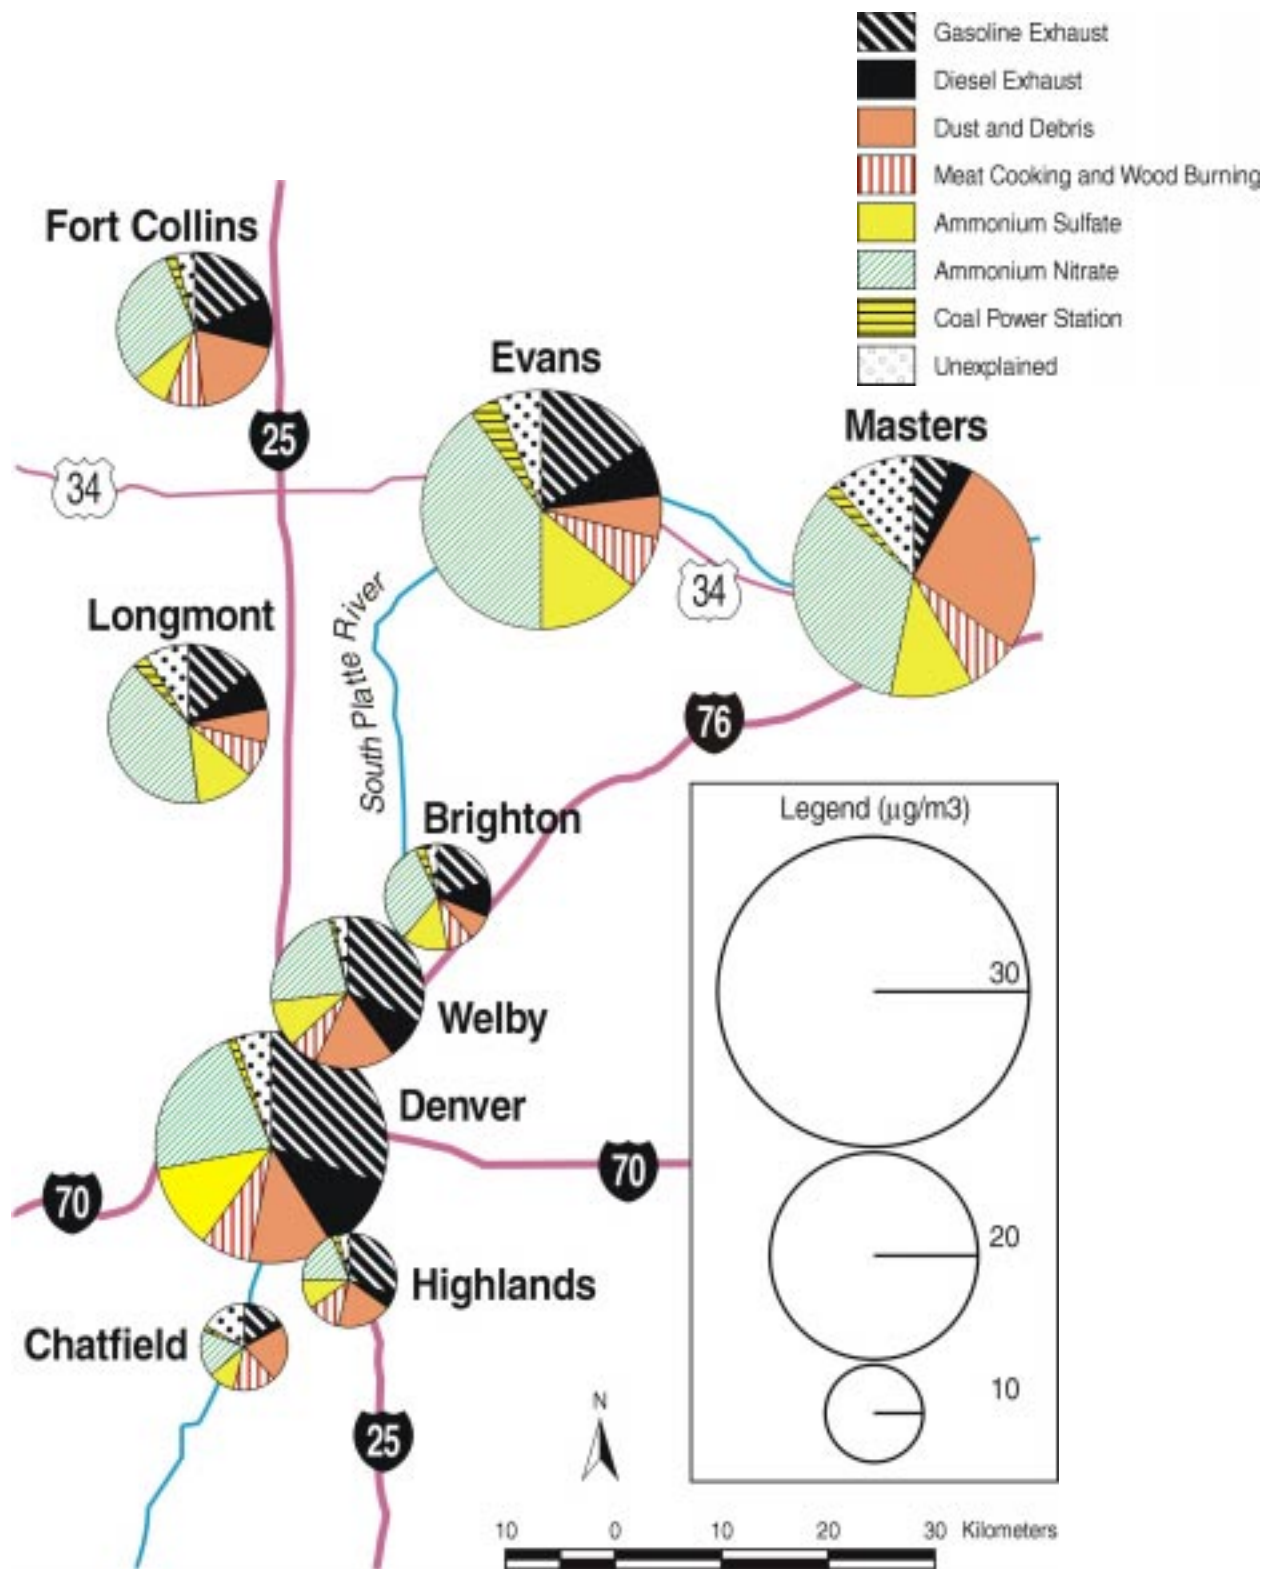 Gasoline Exhaust
Diesel Exhaust
Dust and Debris
Meat Cooking and Wood Burning
Ammonium Sulfate
Ammonium Nitrate
Coal Power Station
Unexplained
Fort Collins
Evans
Masters
25
34
34
Longmont
South Platte River
76
Brighton
Legend (µg/m3)
30
20
10
Welby
Denver
70
70
Highlands
Chatfield
25
N
10 0 10 20 30 Kilometers